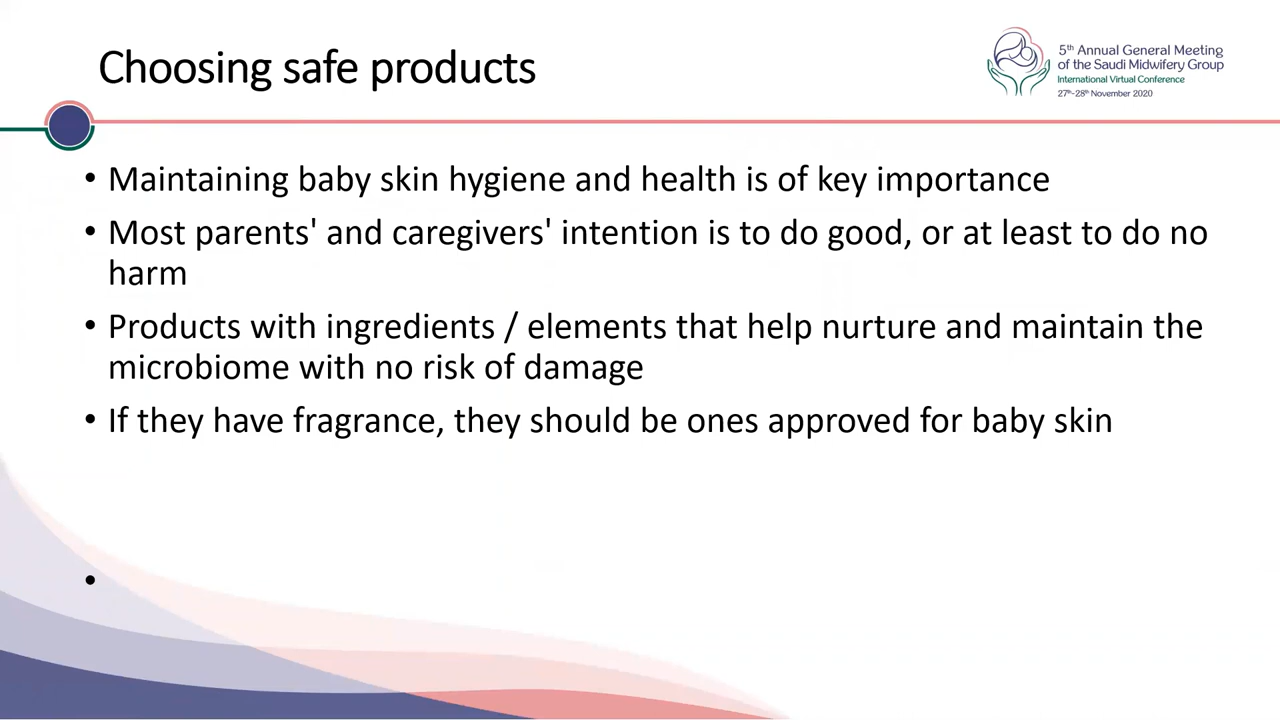 Choosing safe products
5th Annual General Meeting
of the Saudi Midwifery Group
International Virtual Conference
27th-28th November 2020
• Maintaining baby skin hygiene and health is of key importance
• Most parents' and caregivers' intention is to do good, or at least to do no
harm
• Products with ingredients / elements that help nurture and maintain the
microbiome with no risk of damage
• If they have fragrance, they should be ones approved for baby skin
•